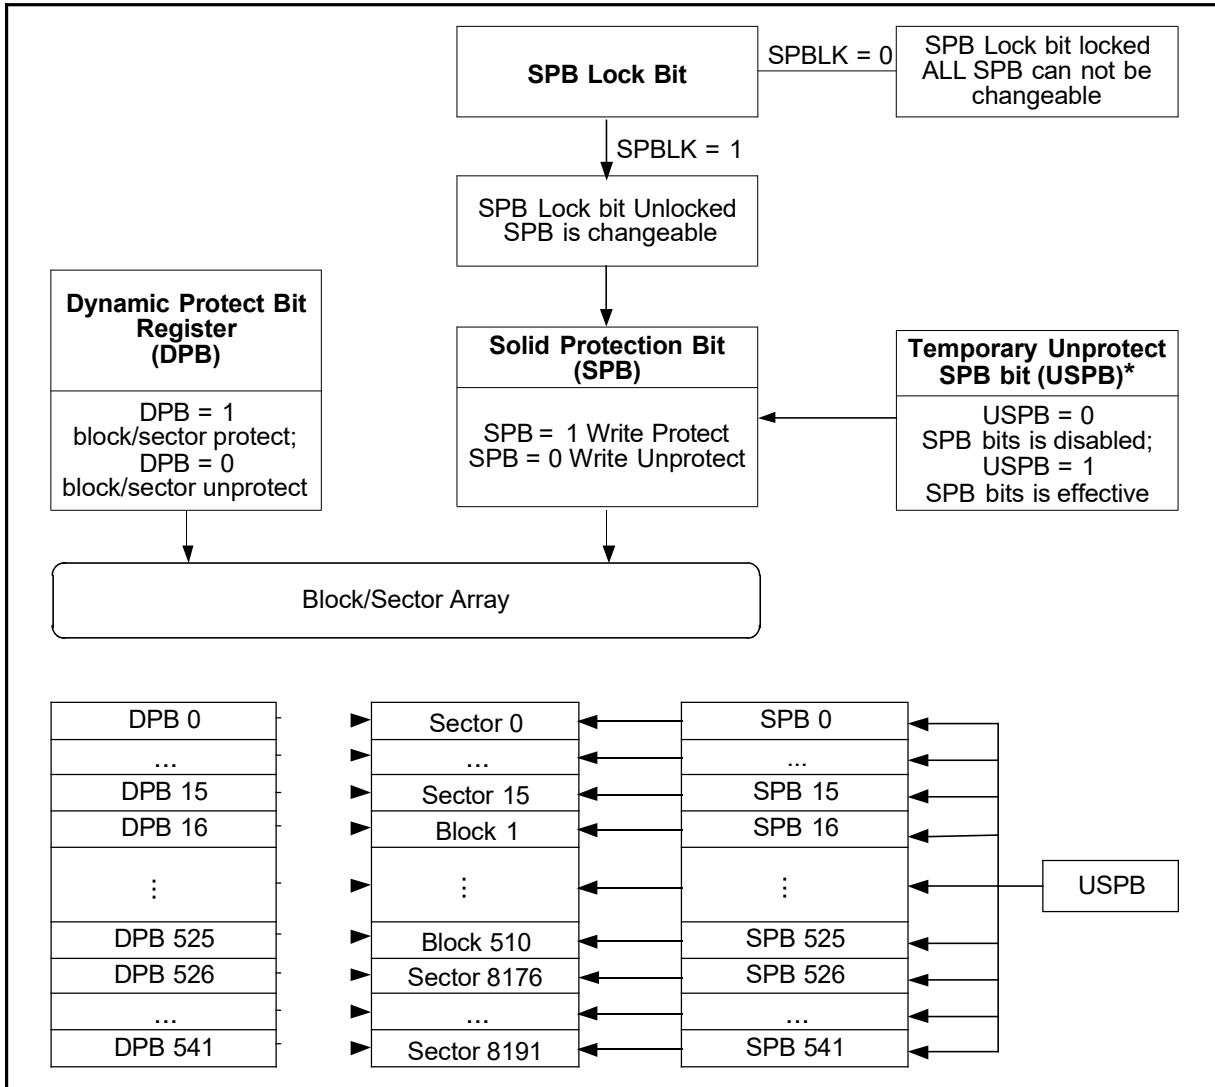 SPB Lock Bit
SPBLK = 0
SPB Lock bit locked
ALL SPB can not be
changeable
SPBLK = 1
SPB Lock bit Unlocked
SPB is changeable
Dynamic Protect Bit
Register
(DPB)
DPB = 1
block/sector protect;
DPB = 0
block/sector unprotect
Solid Protection Bit
(SPB)
SPB = 1 Write Protect
SPB = 0 Write Unprotect
Temporary Unprotect
SPB bit (USPB)*
USPB = 0
SPB bits is disabled;
USPB = 1
SPB bits is effective
Block/Sector Array
DPB 0
Sector 0
SPB 0
...
...
...
DPB 15
Sector 15
SPB 15
DPB 16
Block 1
SPB 16
⋮
⋮
⋮
USPB
DPB 525
Block 510
SPB 525
DPB 526
Sector 8176
SPB 526
...
...
...
DPB 541
Sector 8191
SPB 541